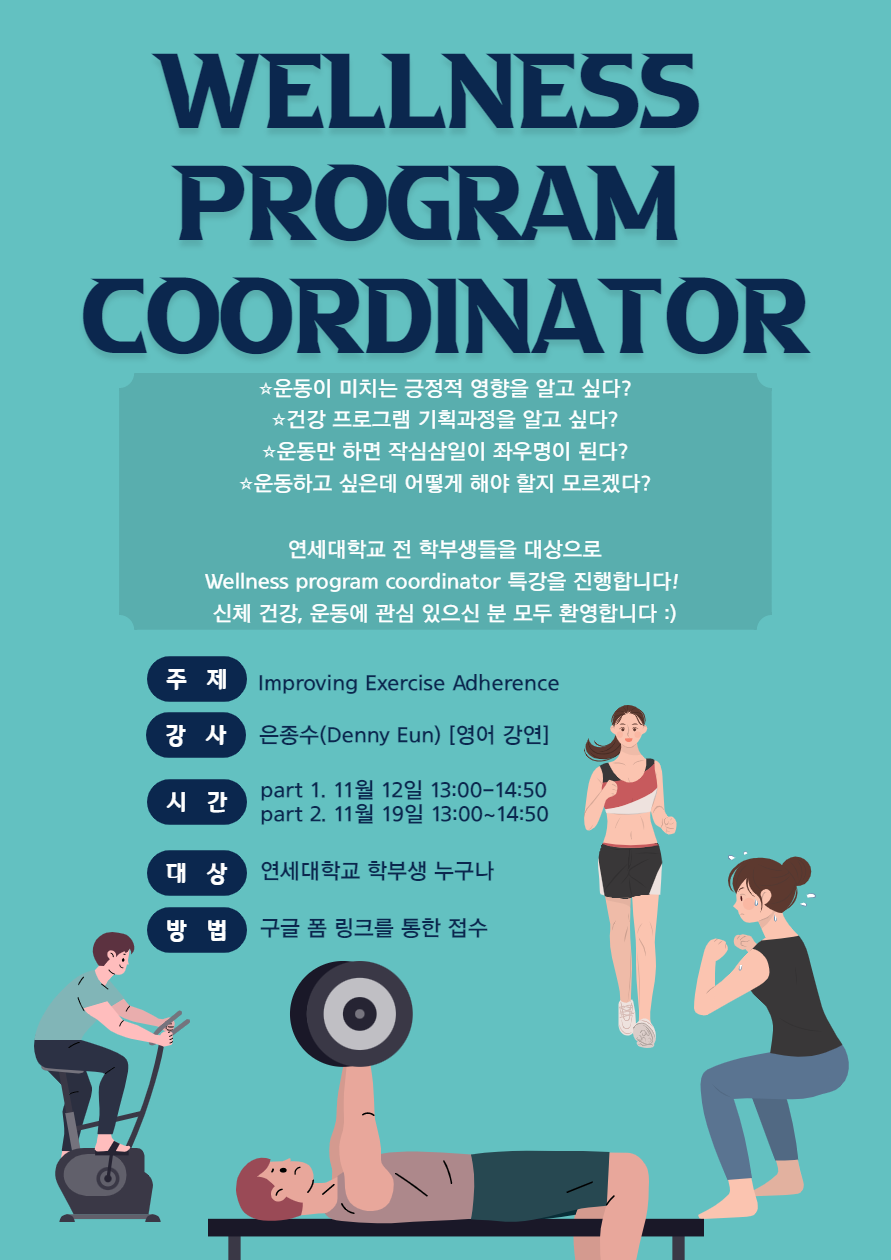 WELLNESS
PROGRAM
COORDINATOR
☆운동이 미치는 긍정적 영향을 알고 싶다?
☆건강 프로그램 기획과정을 알고 싶다?
☆운동만 하면 작심삼일이 좌우명이 된다?
☆운동하고 싶은데 어떻게 해야 할지 모르겠다?
연세대학교 전 학부생들을 대상으로
Wellness program coordinator 특강을 진행합니다!
신체 건강, 운동에 관심 있으신 분 모두 환영합니다 :)
주 제 Improving Exercise Adherence
강 사 은종수(Denny Eun) [영어 강연]
시 간 part 1. 11월 12일 13:00-14:50
part 2. 11월 19일 13:00~14:50
대 상 연세대학교 학부생 누구나
방 법 구글 폼 링크를 통한 접수